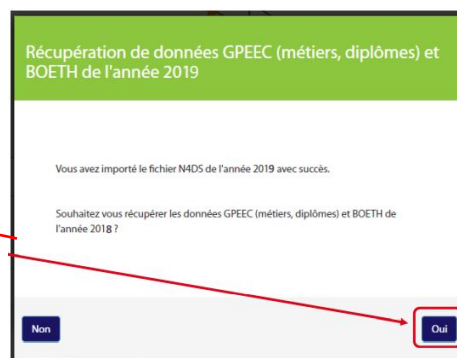 Récupération de données GPEEC (métiers, diplômes) et
BOETH de l'année 2019
Vous avez importé le fichier N4DS de l'année 2019 avec succès.
Souhaitez vous récupérer les données GPEEC (métiers, diplômes) et BOETH de
l'année 2018 ?
Non
Oui